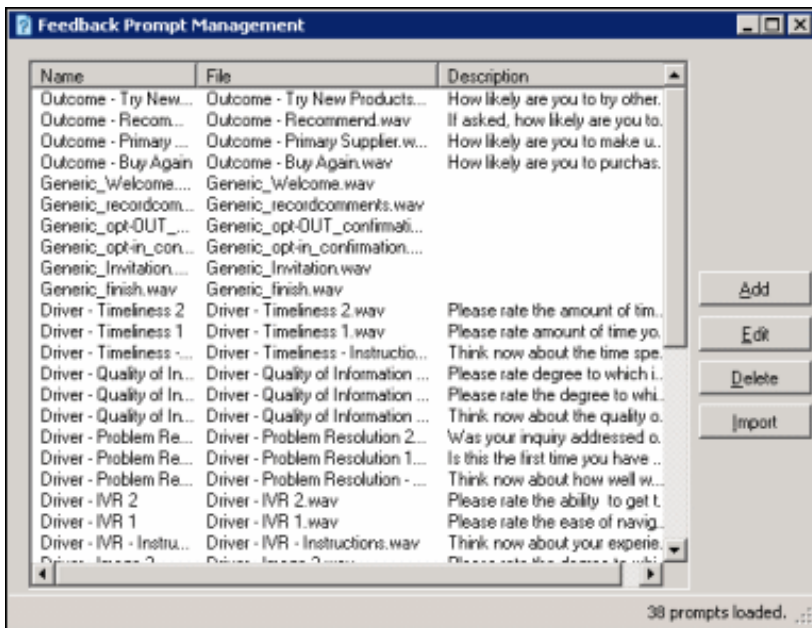 Feedback Prompt Management
Name File Description
Outcome - Try New... Outcome - Try New Products... How likely are you to try other.
Outcome - Recom... Outcome - Recommend.wav If asked, how likely are you to.
Outcome - Primary ... Outcome - Primary Supplier.w... How likely are you to make u..
Outcome - Buy Again Outcome - Buy Again.wav How likely are you to purchas.
Generic_Welcome.... Generic_Welcome.wav
Generic_recordcom... Generic_recordcomments.wav
Generic_opt-OUT_... Generic_opt-OUT_confirmati...
Generic_opt-in_con... Generic_opt-in_confirmation....
Generic_Invitation.... Generic_Invitation.wav
Generic_finish.wav Generic_finish.wav
Driver - Timeliness 2 Driver - Timeliness 2.wav Please rate the amount of tim..
Driver - Timeliness 1 Driver - Timeliness 1.wav Please rate amount of time yo.
Driver - Timeliness -... Driver - Timeliness - Instructio... Think now about the time spe.
Driver - Quality of In... Driver - Quality of Information ... Please rate degree to which i..
Driver - Quality of In... Driver - Quality of Information ... Please rate the degree to whi..
Driver - Quality of In... Driver - Quality of Information ... Think now about the quality o.
Driver - Problem Re... Driver - Problem Resolution 2... Was your inquiry addressed o.
Driver - Problem Re... Driver - Problem Resolution 1... Is this the first time you have ..
Driver - Problem Re... Driver - Problem Resolution - ... Think now about how well w...
Driver - IVR 2 Driver - IVR 2.wav Please rate the ability to get t.
Driver - IVR 1 Driver - IVR 1.wav Please rate the ease of navig.
Driver - IVR - Instru... Driver - IVR - Instructions.wav Think now about your experie.
Add
Edit
Delete
Import
38 prompts loaded.